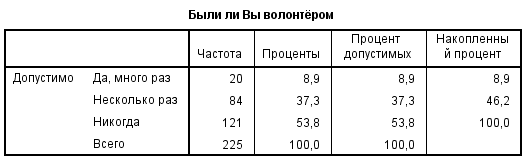 Были ли Вы волонтёром
Частота Проценты Процент допустимых Накопленны й процент
Допустимо Да, много раз 20 8,9 8,9 8,9
Несколько раз 84 37,3 37,3 46,2
Никогда 121 53,8 53,8 100,0
Всего 225 100,0 100,0